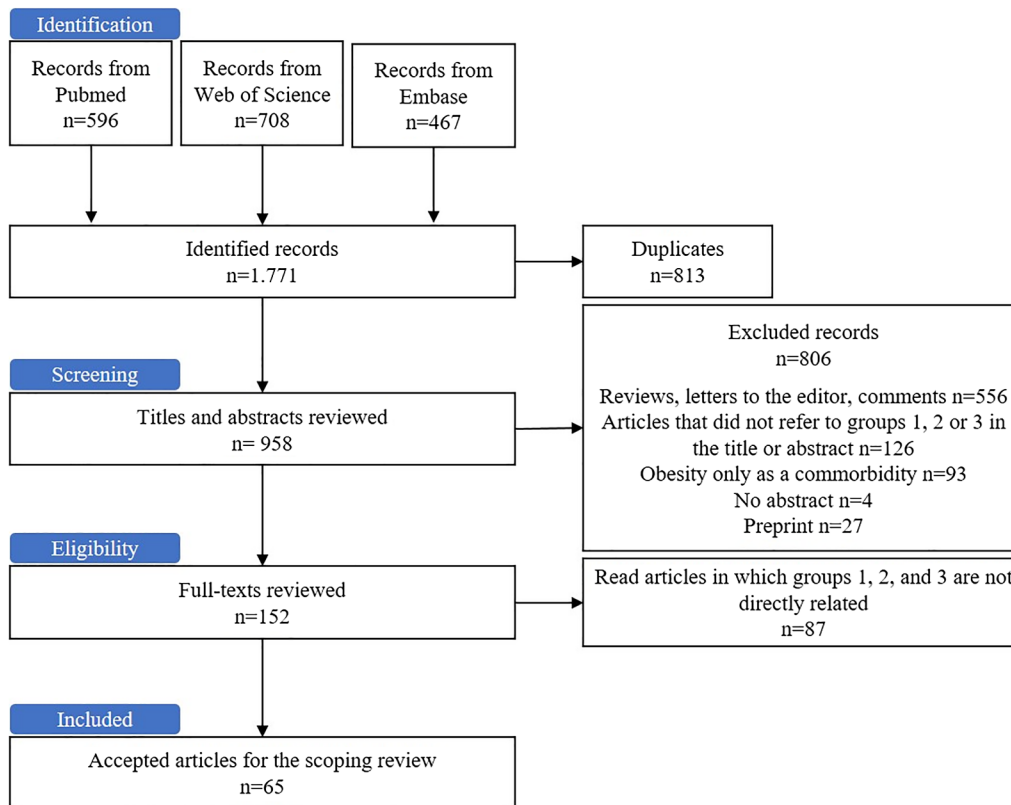 Identification
Records from
Pubmed
n=596
Records from
Web of Science
n=708
Records from
Embase
n=467
Identified records
n=1.771
Duplicates
n=813
Excluded records
n=806
Reviews, letters to the editor, comments n=556
Articles that did not refer to groups 1, 2 or 3 in
the title or abstract n=126
Obesity only as a commorbidity n=93
No abstract n=4
Preprint n=27
Screening
Titles and abstracts reviewed
n= 958
Eligibility
Full-texts reviewed
n=152
Read articles in which groups 1, 2, and 3 are not
directly related
n=87
Included
Accepted articles for the scoping review
n=65